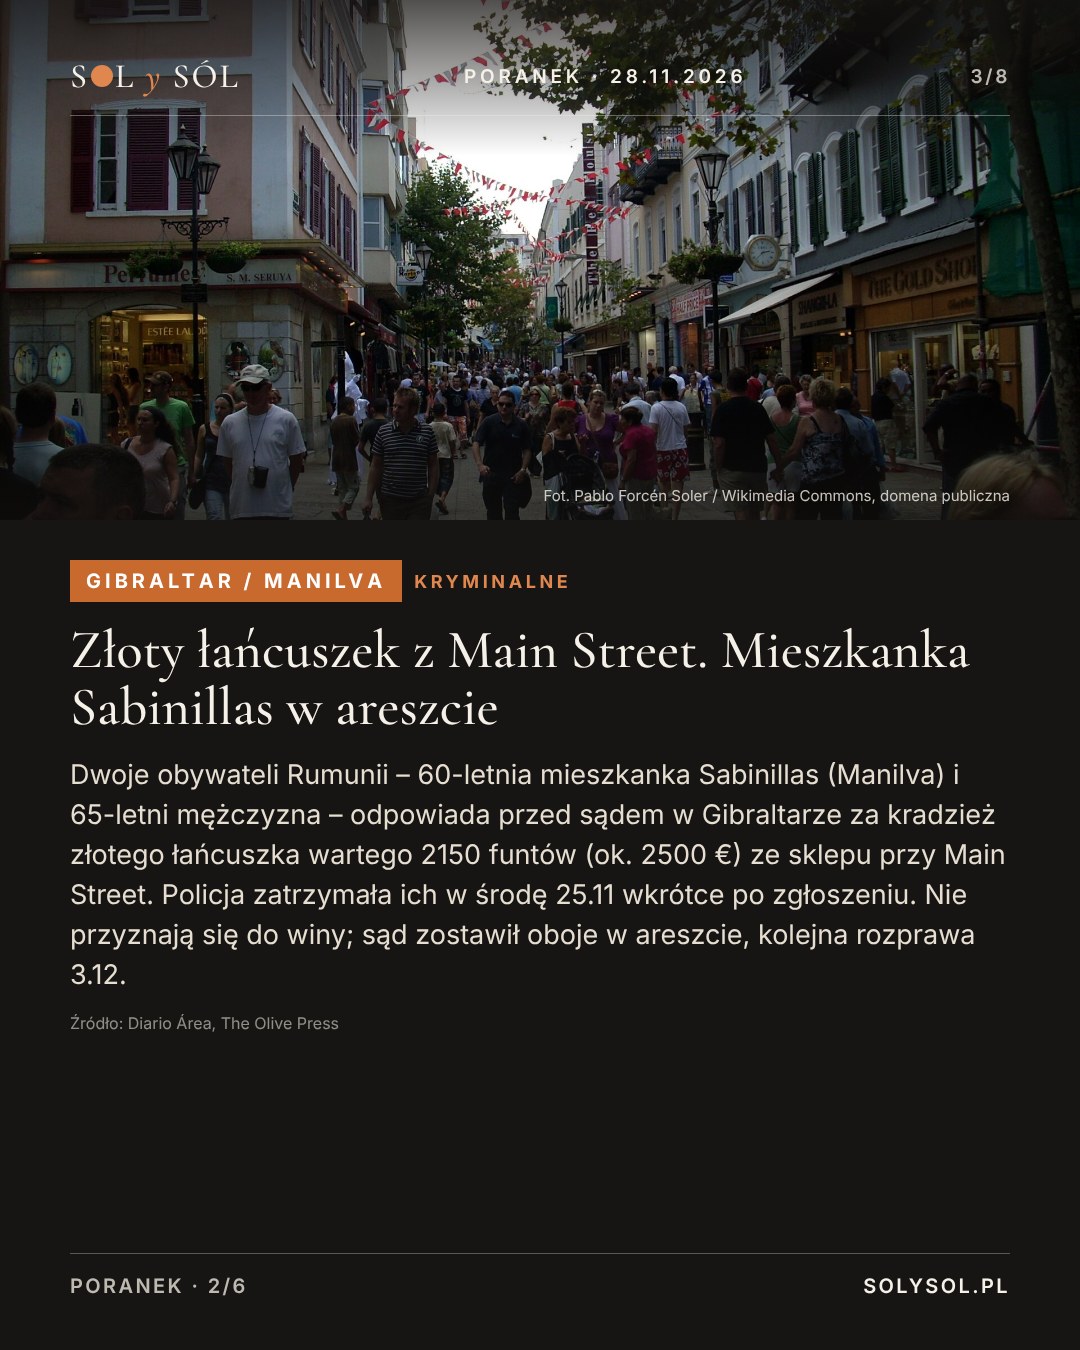 SOL y SÓL
PORANEK · 28.11.2026
3/8
Perfumes
S. M. SERUYA
ESTÉE LAUDER
THE GOLD SHOP
SHANGRI-LA
Fot. Pablo Forcén Soler / Wikimedia Commons, domena publiczna
GIBRALTAR / MANILVA
KRYMINALNE
Złoty łańcuszek z Main Street. Mieszkanka
Sabinillas w areszcie
Dwoje obywateli Rumunii – 60-letnia mieszkanka Sabinillas (Manilva) i
65-letni mężczyzna – odpowiada przed sądem w Gibraltarze za kradzież
złotego łańcuszka wartego 2150 funtów (ok. 2500 €) ze sklepu przy Main
Street. Policja zatrzymała ich w środę 25.11 wkrótce po zgłoszeniu. Nie
przyznają się do winy; sąd zostawił oboje w areszcie, kolejna rozprawa
3.12.
Źródło: Diario Área, The Olive Press
PORANEK · 2/6
SOLYSOL.PL